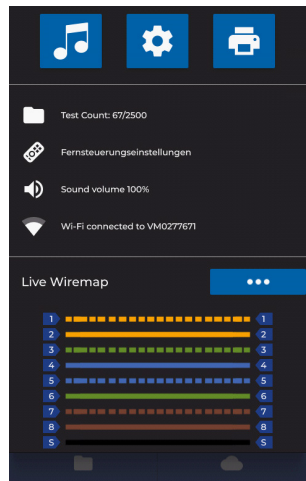 Test Count: 67/2500
Fernsteuerungseinstellungen
Sound volume 100%
Wi-Fi connected to VM0277671
Live Wiremap
1 1
2 2
3 3
4 4
5 5
6 6
7 7
8 8
S S